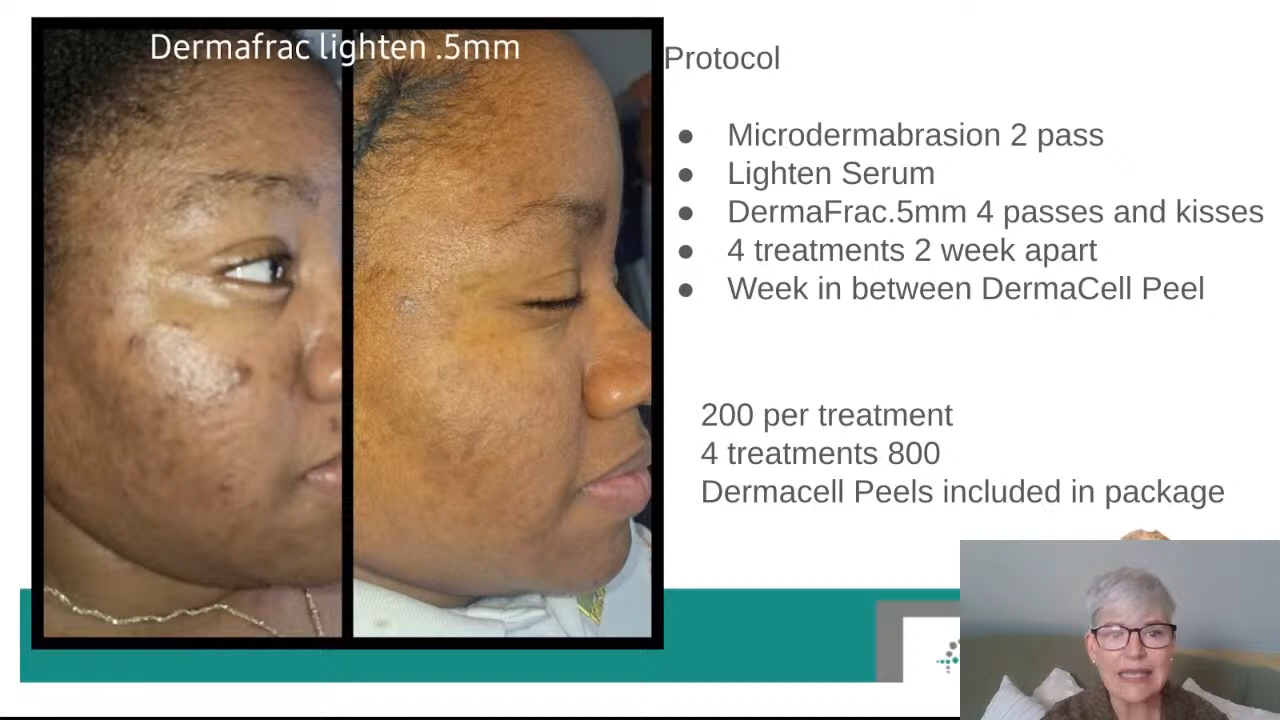 Dermafrac lighten .5mm
Protocol
● Microdermabrasion 2 pass
● Lighten Serum
● DermaFrac.5mm 4 passes and kisses
● 4 treatments 2 week apart
● Week in between DermaCell Peel
200 per treatment
4 treatments 800
Dermacell Peels included in package